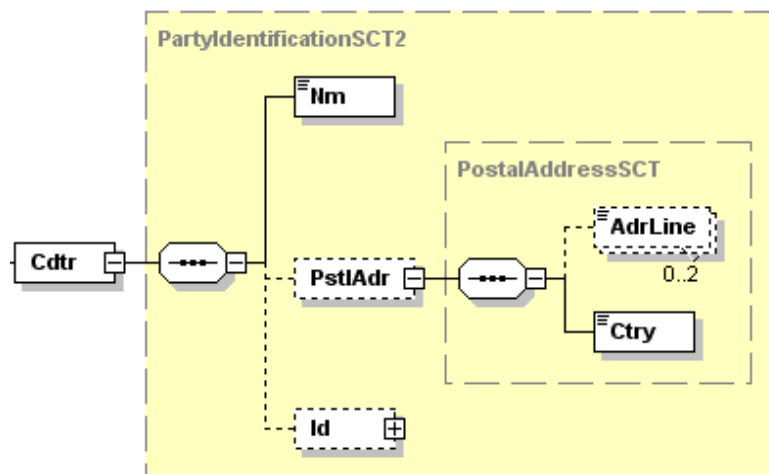 PartyIdentificationSCT2
Nm
PostalAddressSCT
AdrLine
0..2
Cdtr
PstlAdr
Ctry
Id